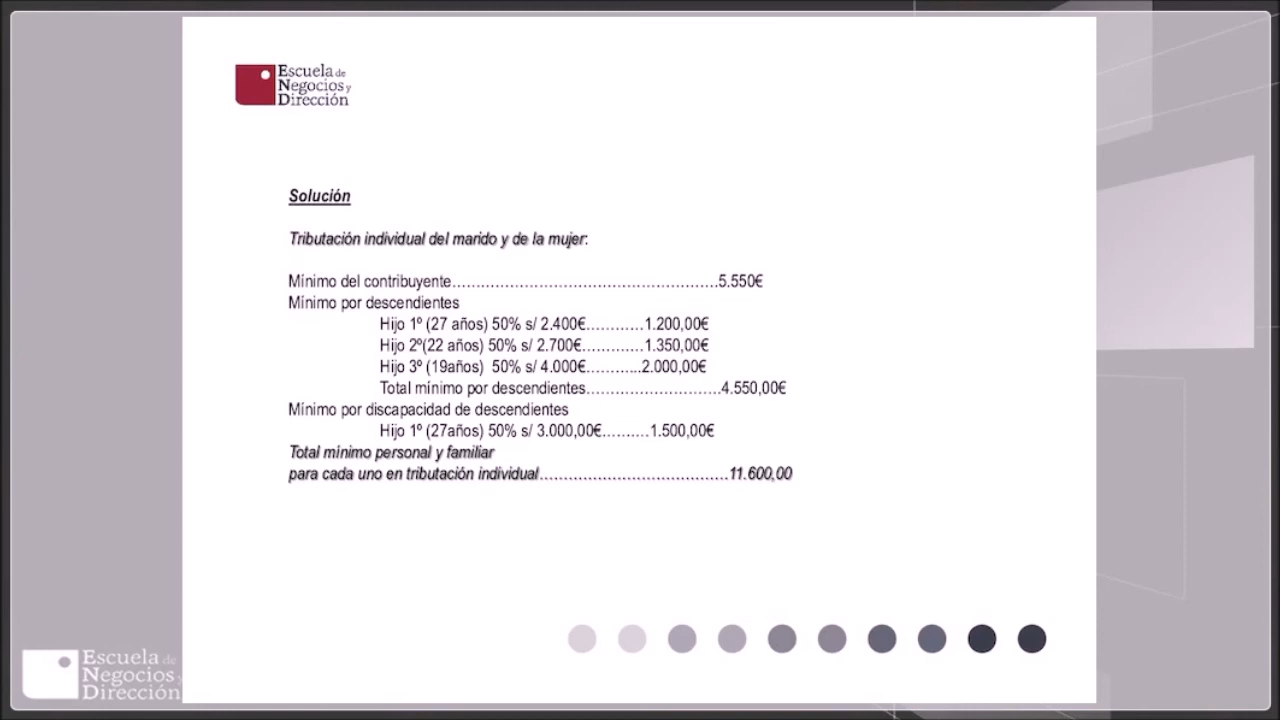 Escuela de
Negocios y
Dirección
Solución
Tributación individual del marido y de la mujer:
Mínimo del contribuyente……………………………………………….5.550€
Mínimo por descendientes
Hijo 1º (27 años) 50% s/ 2.400€…………1.200,00€
Hijo 2º(22 años) 50% s/ 2.700€………….1.350,00€
Hijo 3º (19años)  50% s/ 4.000€………...2.000,00€
Total mínimo por descendientes……………………….4.550,00€
Mínimo por discapacidad de descendientes
Hijo 1º (27años) 50% s/ 3.000,00€……….1.500,00€
Total mínimo personal y familiar
para cada uno en tributación individual………………………………….11.600,00
Escuela de
Negocios y
Dirección